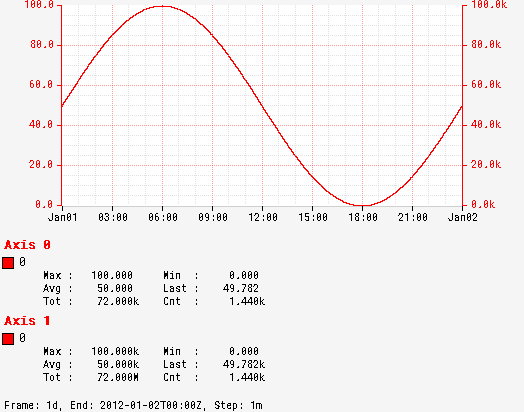 100.0 100.0k
80.0 80.0k
60.0 60.0k
40.0 40.0k
20.0 20.0k
0.0 0.0k
Jan01 03:00 06:00 09:00 12:00 15:00 18:00 21:00 Jan02
Axis 0
0
Max : 100.000 Min : 0.000
Avg : 50.000 Last : 49.782
Tot : 72.000k Cnt : 1.440k
Axis 1
0
Max : 100.000k Min : 0.000
Avg : 50.000k Last : 49.782k
Tot : 72.000M Cnt : 1.440k
Frame: 1d, End: 2012-01-02T00:00Z, Step: 1m